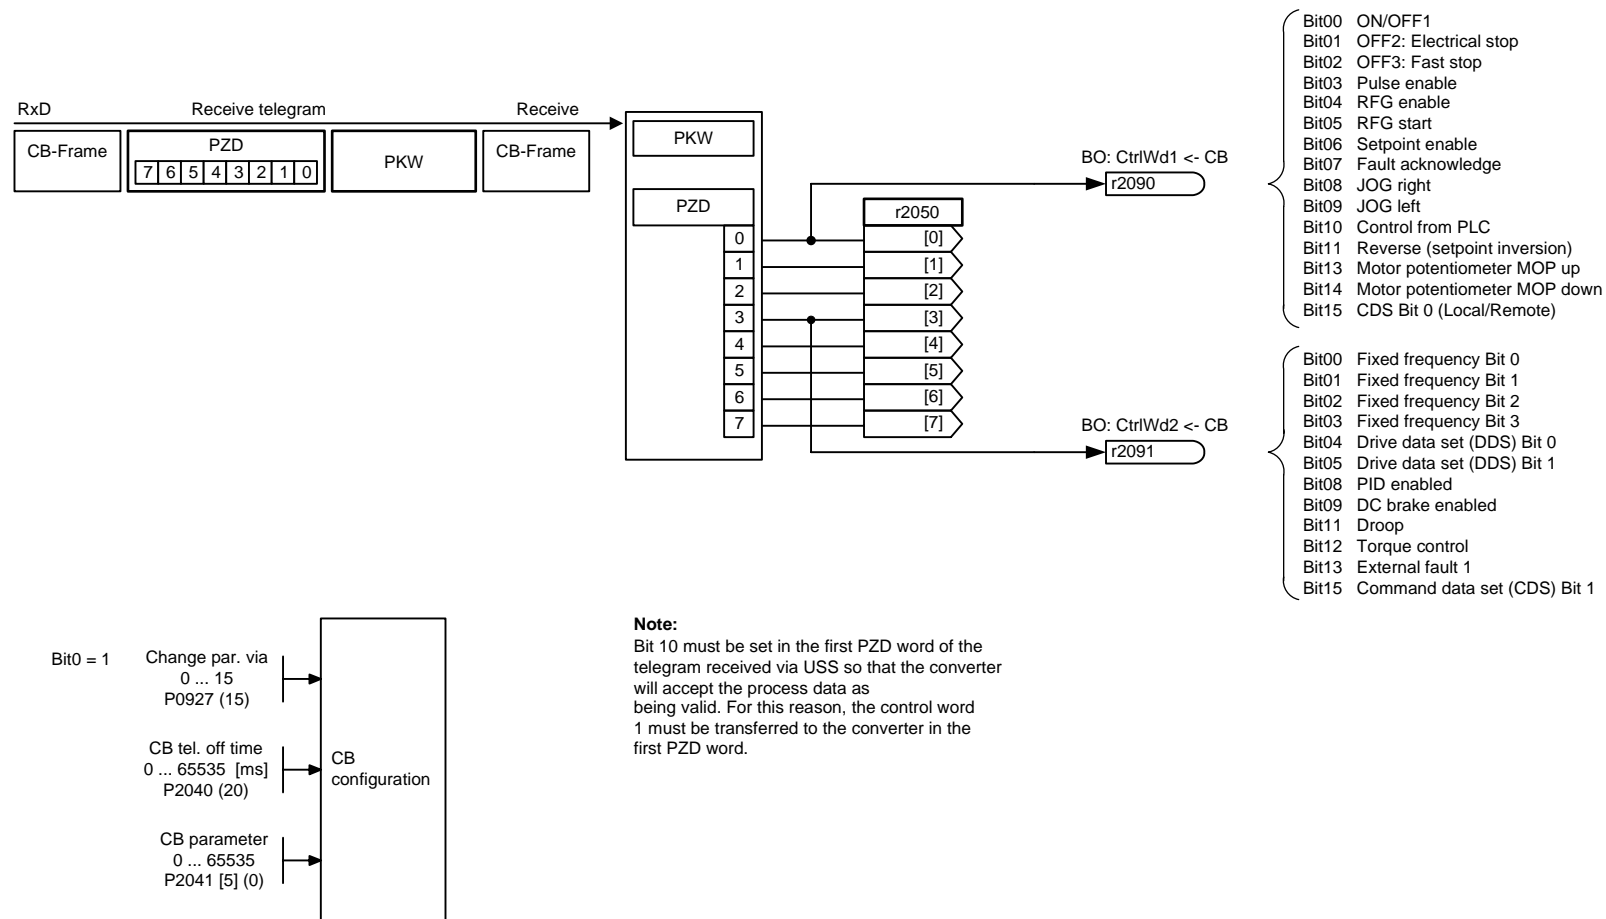 RxD Receive telegram Receive
CB-Frame
PZD
7 6 5 4 3 2 1 0
PKW
CB-Frame
PKW
PZD
0
1
2
3
4
5
6
7
r2050
[0]
[1]
[2]
[3]
[4]
[5]
[6]
[7]
BO: CtrlWd1 <- CB
r2090
Bit00 ON/OFF1
Bit01 OFF2: Electrical stop
Bit02 OFF3: Fast stop
Bit03 Pulse enable
Bit04 RFG enable
Bit05 RFG start
Bit06 Setpoint enable
Bit07 Fault acknowledge
Bit08 JOG right
Bit09 JOG left
Bit10 Control from PLC
Bit11 Reverse (setpoint inversion)
Bit13 Motor potentiometer MOP up
Bit14 Motor potentiometer MOP down
Bit15 CDS Bit 0 (Local/Remote)
BO: CtrlWd2 <- CB
r2091
Bit00 Fixed frequency Bit 0
Bit01 Fixed frequency Bit 1
Bit02 Fixed frequency Bit 2
Bit03 Fixed frequency Bit 3
Bit04 Drive data set (DDS) Bit 0
Bit05 Drive data set (DDS) Bit 1
Bit08 PID enabled
Bit09 DC brake enabled
Bit11 Droop
Bit12 Torque control
Bit13 External fault 1
Bit15 Command data set (CDS) Bit 1
Bit0 = 1
Change par. via
0 ... 15
P0927 (15)
CB tel. off time
0 ... 65535 [ms]
P2040 (20)
CB parameter
0 ... 65535
P2041 [5] (0)
CB
configuration
Note:
Bit 10 must be set in the first PZD word of the
telegram received via USS so that the converter
will accept the process data as
being valid. For this reason, the control word
1 must be transferred to the converter in the
first PZD word.